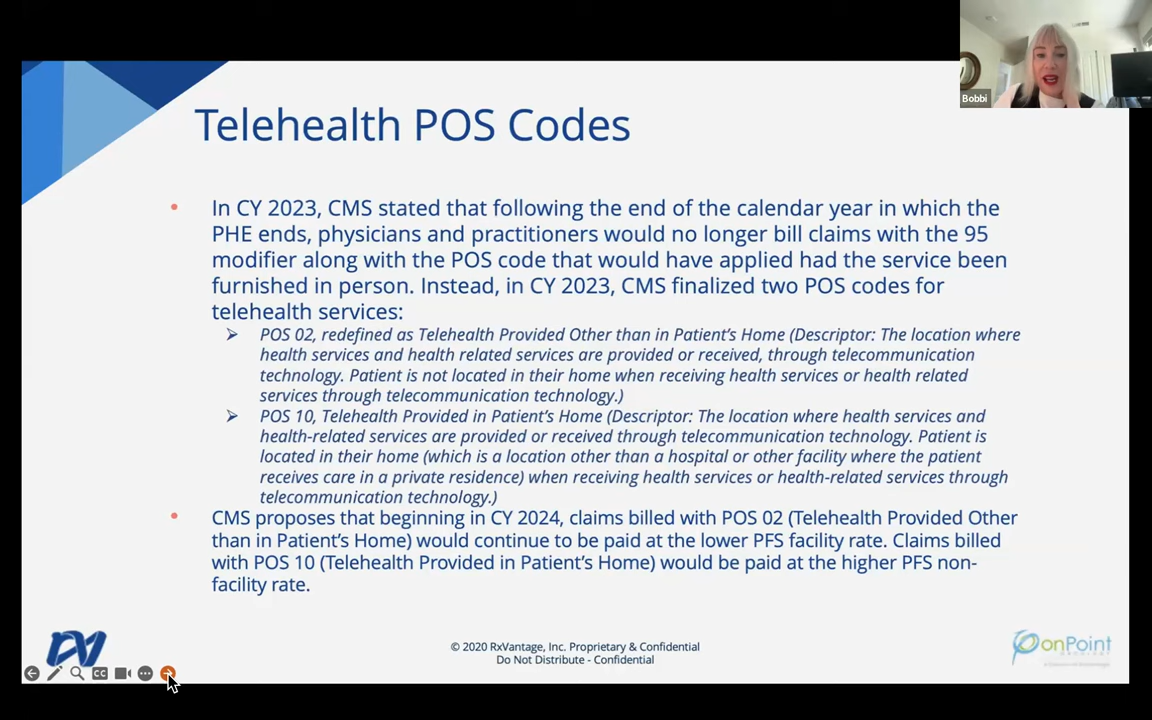 Bobbi
Telehealth POS Codes
• In CY 2023, CMS stated that following the end of the calendar year in which the
PHE ends, physicians and practitioners would no longer bill claims with the 95
modifier along with the POS code that would have applied had the service been
furnished in person. Instead, in CY 2023, CMS finalized two POS codes for
telehealth services:
➢ POS 02, redefined as Telehealth Provided Other than in Patient's Home (Descriptor: The location where
health services and health related services are provided or received, through telecommunication
technology. Patient is not located in their home when receiving health services or health related
services through telecommunication technology.)
➢ POS 10, Telehealth Provided in Patient's Home (Descriptor: The location where health services and
health-related services are provided or received through telecommunication technology. Patient is
located in their home (which is a location other than a hospital or other facility where the patient
receives care in a private residence) when receiving health services or health-related services through
telecommunication technology.)
• CMS proposes that beginning in CY 2024, claims billed with POS 02 (Telehealth Provided Other
than in Patient's Home) would continue to be paid at the lower PFS facility rate. Claims billed
with POS 10 (Telehealth Provided in Patient's Home) would be paid at the higher PFS non-
facility rate.
© 2020 RxVantage, Inc. Proprietary & Confidential
Do Not Distribute - Confidential
onPoint
CC